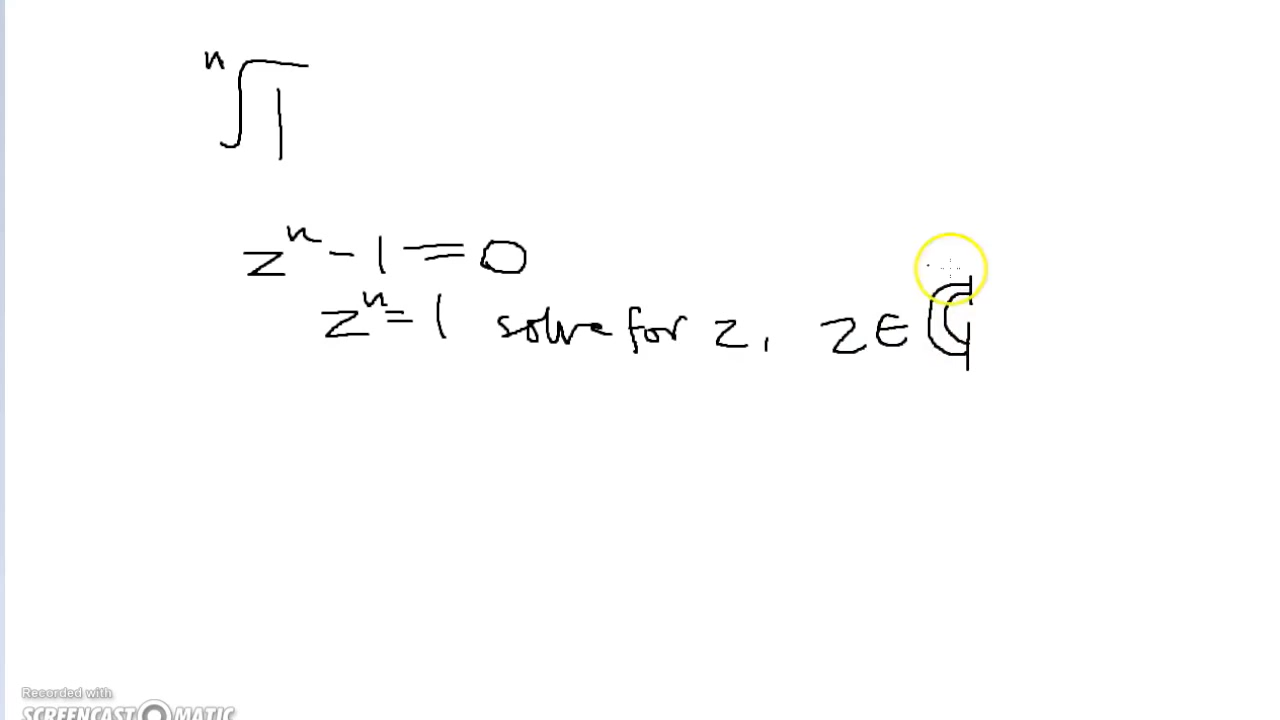 ⁿ√1
zⁿ - 1 = 0
zⁿ = 1 solve for z, z ∈ ℂ
Recorded with
SCREENCAST MATIC